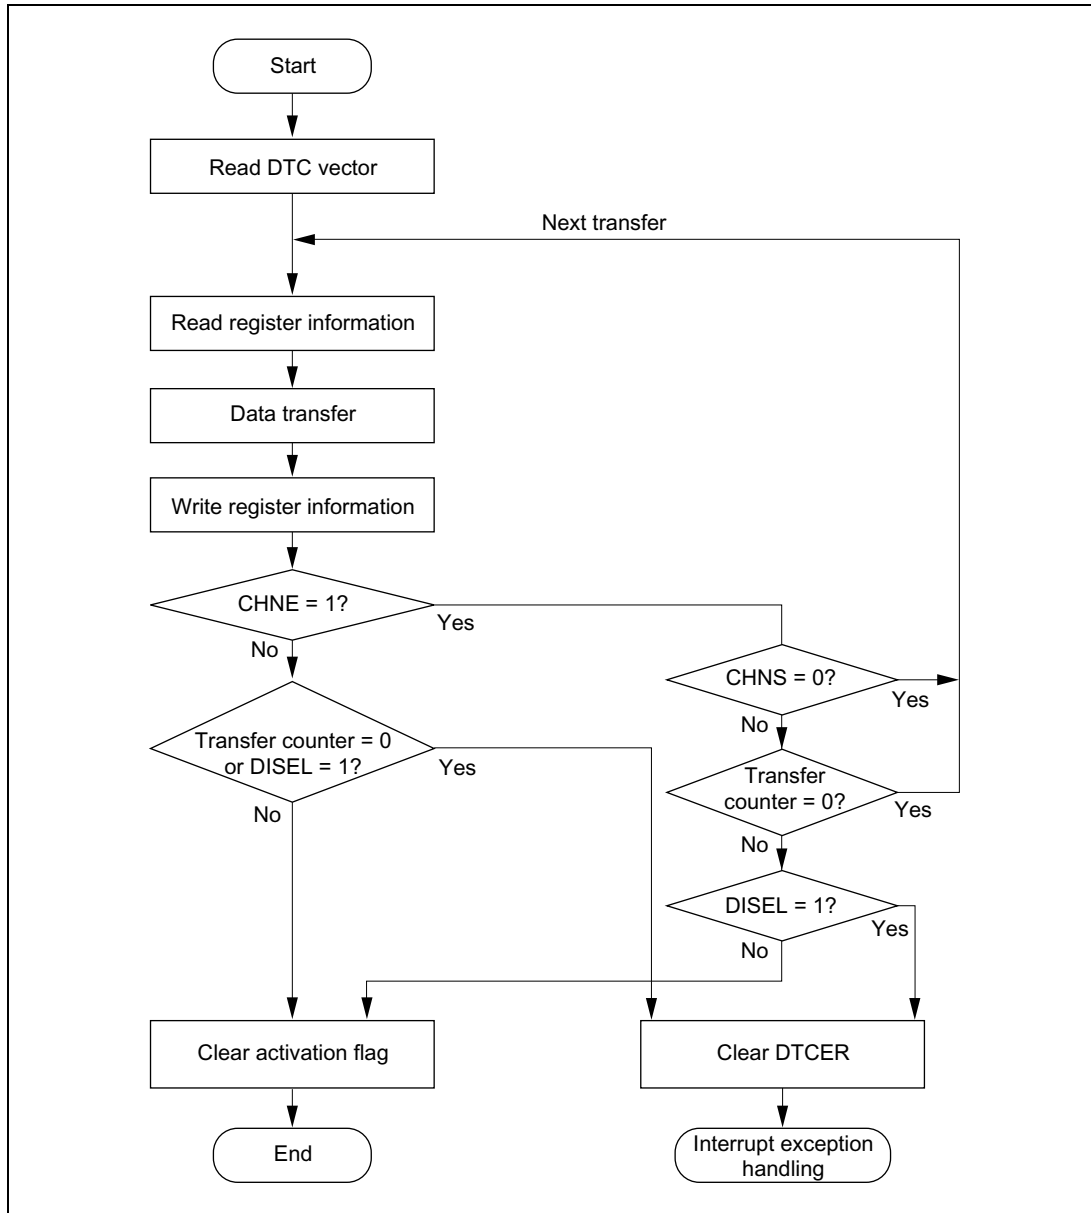 Start
Read DTC vector
Next transfer
Read register information
Data transfer
Write register information
CHNE = 1?
Yes
No
CHNS = 0?
Yes
No
Transfer counter = 0
or DISEL = 1?
Yes
No
Transfer
counter = 0?
Yes
No
DISEL = 1?
Yes
No
Clear activation flag
Clear DTCER
End
Interrupt exception
handling